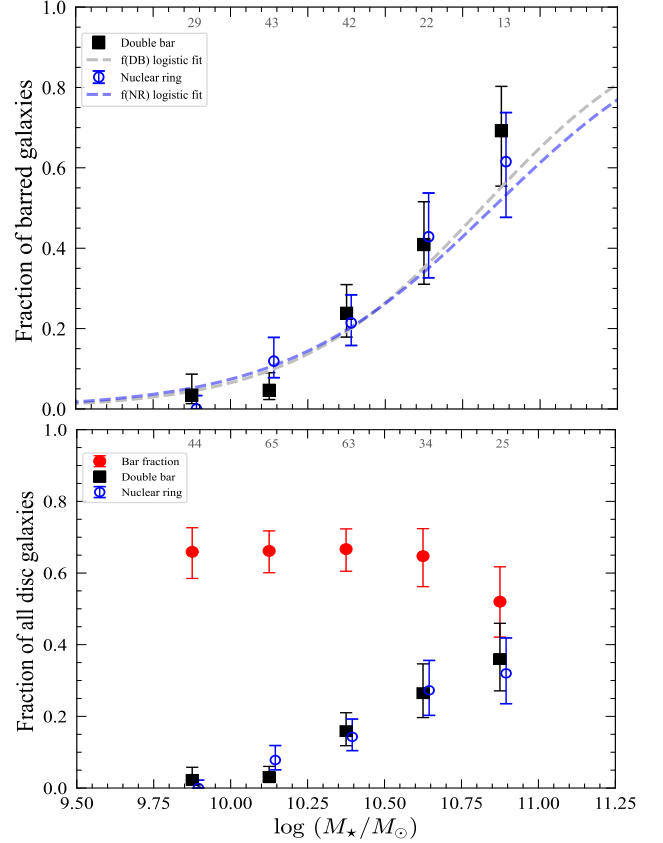 1.0
29 43 42 22 13
Double bar
f(DB) logistic fit
Nuclear ring
f(NR) logistic fit
0.8
0.6
0.4
0.2
0.0
Fraction of barred galaxies
1.0
44 65 63 34 25
Bar fraction
Double bar
Nuclear ring
0.8
0.6
0.4
0.2
0.0
Fraction of all disc galaxies
9.50 9.75 10.00 10.25 10.50 10.75 11.00 11.25
log (M★/M⊙)